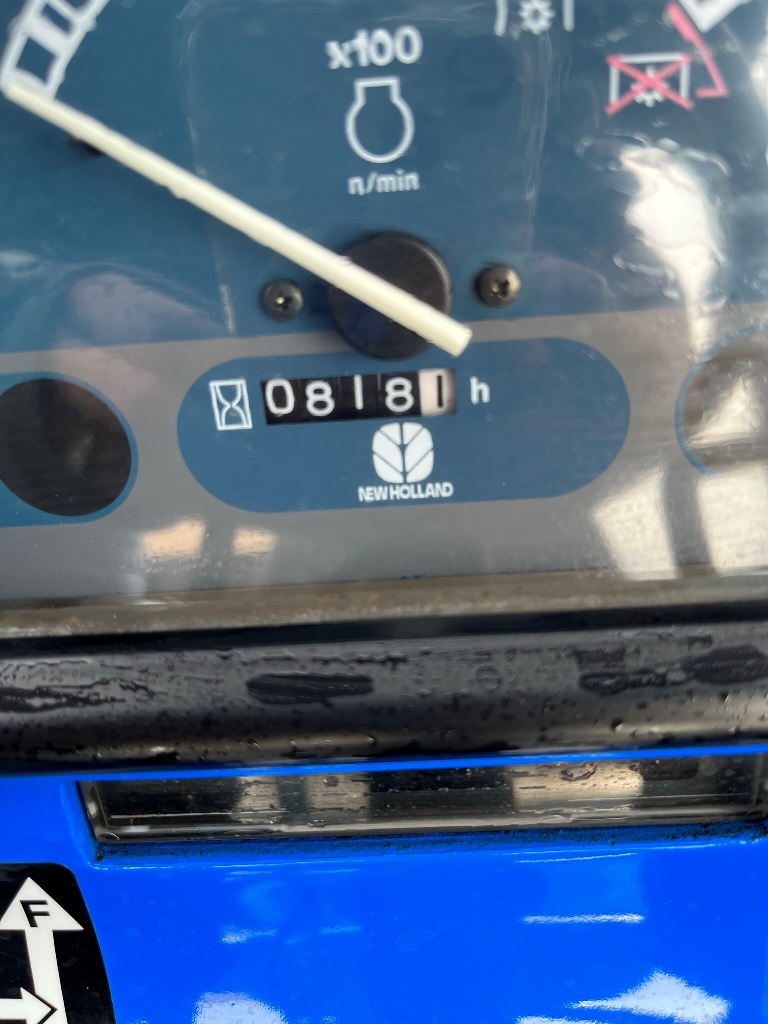 x100
n/min
08181 h
NEW HOLLAND
F